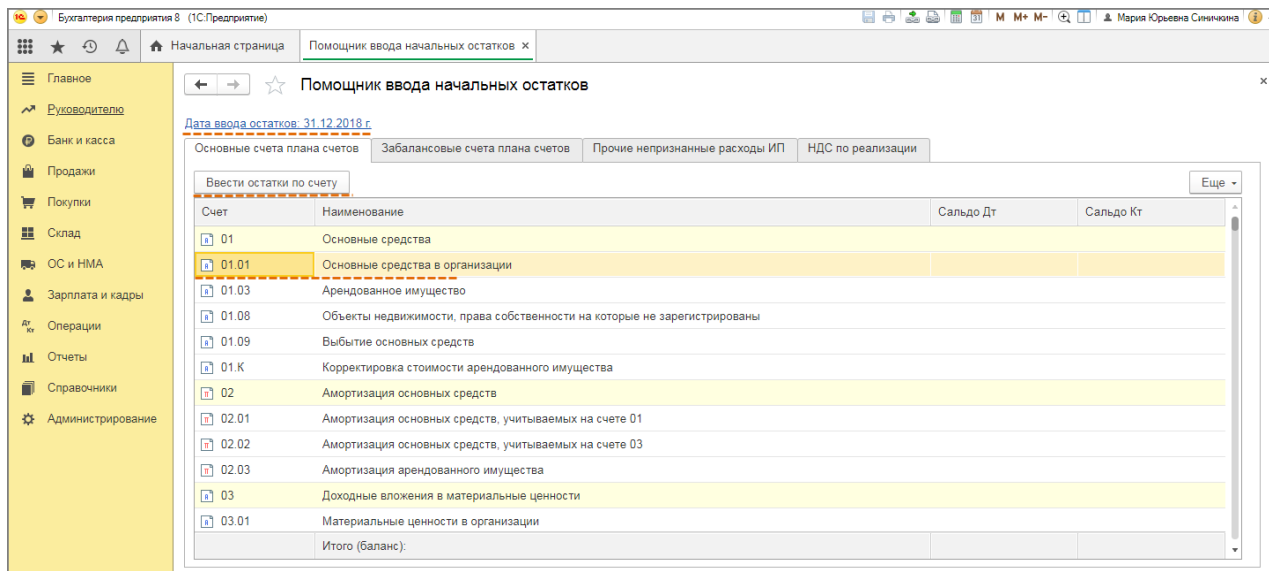 Бухгалтерия предприятия 8 (1С:Предприятие) M M+ M- Мария Юрьевна Синичкина
Начальная страница Помощник ввода начальных остатков ×
Главное
Руководителю
Банк и касса
Продажи
Покупки
Склад
ОС и НМА
Зарплата и кадры
Операции
Отчеты
Справочники
Администрирование
Помощник ввода начальных остатков
Дата ввода остатков: 31.12.2018 г.
Основные счета плана счетов Забалансовые счета плана счетов Прочие непризнанные расходы ИП НДС по реализации
Ввести остатки по счету Еще
Счет Наименование Сальдо Дт Сальдо Кт
01 Основные средства
01.01 Основные средства в организации
01.03 Арендованное имущество
01.08 Объекты недвижимости, права собственности на которые не зарегистрированы
01.09 Выбытие основных средств
01.К Корректировка стоимости арендованного имущества
02 Амортизация основных средств
02.01 Амортизация основных средств, учитываемых на счете 01
02.02 Амортизация основных средств, учитываемых на счете 03
02.03 Амортизация арендованного имущества
03 Доходные вложения в материальные ценности
03.01 Материальные ценности в организации
Итого (баланс):